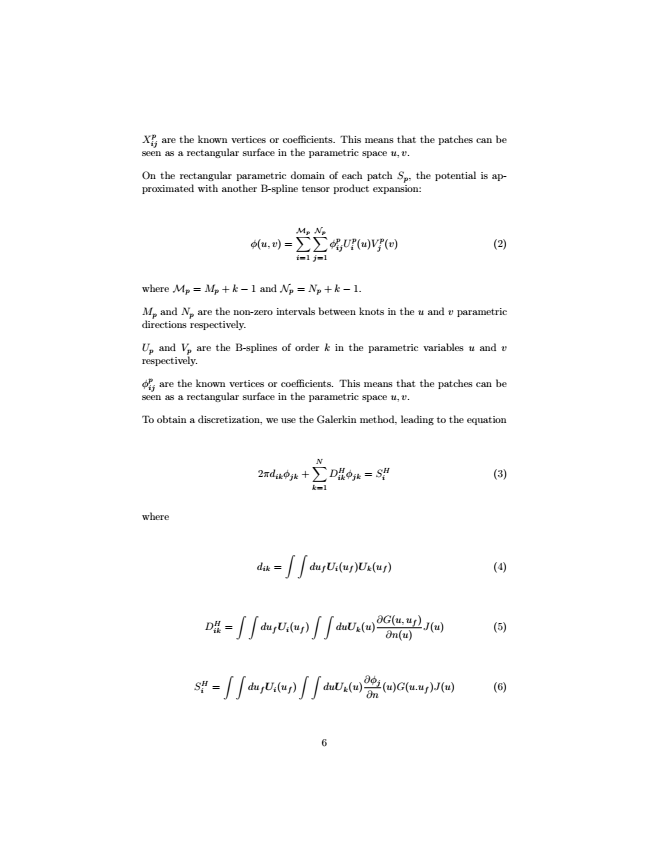 X^p_{ij} are the known vertices or coefficients. This means that the patches can be
seen as a rectangular surface in the parametric space u, v.
On the rectangular parametric domain of each patch S_p, the potential is ap-
proximated with another B-spline tensor product expansion:
\phi(u, v) = \sum_{i=1}^{\mathcal{M}_p} \sum_{j=1}^{\mathcal{N}_p} \phi^p_{ij} U^p_i(u) V^p_j(v) (2)
where \mathcal{M}_p = M_p + k − 1 and \mathcal{N}_p = N_p + k − 1.
M_p and N_p are the non-zero intervals between knots in the u and v parametric
directions respectively.
U_p and V_p are the B-splines of order k in the parametric variables u and v
respectively.
\phi^p_{ij} are the known vertices or coefficients. This means that the patches can be
seen as a rectangular surface in the parametric space u, v.
To obtain a discretization, we use the Galerkin method, leading to the equation
2\pi d_{ik} \phi_{jk} + \sum_{k=1}^{N} D^H_{ik} \phi_{jk} = S^H_i (3)
where
d_{ik} = \int \int du_f U_i(u_f) U_k(u_f) (4)
D^H_{ik} = \int \int du_f U_i(u_f) \int \int du U_k(u) \frac{\partial G(u, u_f)}{\partial n(u)} J(u) (5)
S^H_i = \int \int du_f U_i(u_f) \int \int du U_k(u) \frac{\partial \phi_j}{\partial n}(u) G(u.u_f) J(u) (6)
6